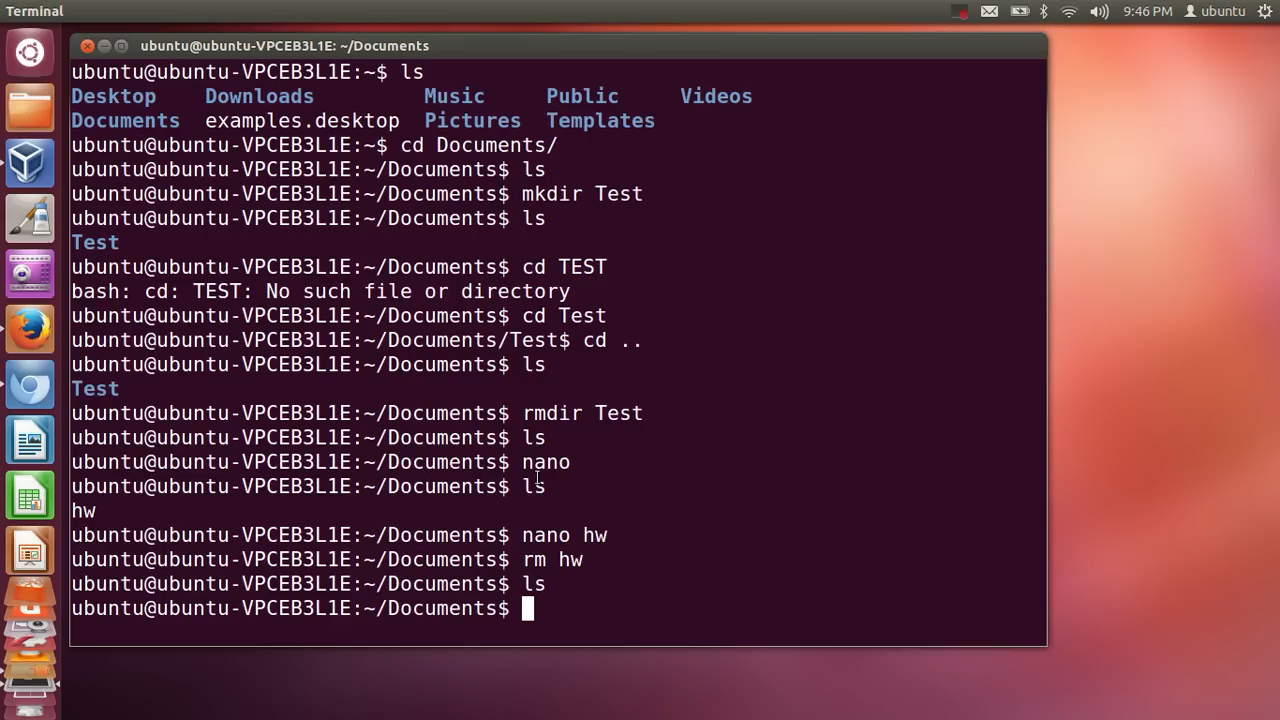 Terminal
9:46 PM
ubuntu
ubuntu@ubuntu-VPCEB3L1E: ~/Documents
ubuntu@ubuntu-VPCEB3L1E:~$ ls
Desktop Downloads Music Public Videos
Documents examples.desktop Pictures Templates
ubuntu@ubuntu-VPCEB3L1E:~$ cd Documents/
ubuntu@ubuntu-VPCEB3L1E:~/Documents$ ls
ubuntu@ubuntu-VPCEB3L1E:~/Documents$ mkdir Test
ubuntu@ubuntu-VPCEB3L1E:~/Documents$ ls
Test
ubuntu@ubuntu-VPCEB3L1E:~/Documents$ cd TEST
bash: cd: TEST: No such file or directory
ubuntu@ubuntu-VPCEB3L1E:~/Documents$ cd Test
ubuntu@ubuntu-VPCEB3L1E:~/Documents/Test$ cd ..
ubuntu@ubuntu-VPCEB3L1E:~/Documents$ ls
Test
ubuntu@ubuntu-VPCEB3L1E:~/Documents$ rmdir Test
ubuntu@ubuntu-VPCEB3L1E:~/Documents$ ls
ubuntu@ubuntu-VPCEB3L1E:~/Documents$ nano
ubuntu@ubuntu-VPCEB3L1E:~/Documents$ ls
hw
ubuntu@ubuntu-VPCEB3L1E:~/Documents$ nano hw
ubuntu@ubuntu-VPCEB3L1E:~/Documents$ rm hw
ubuntu@ubuntu-VPCEB3L1E:~/Documents$ ls
ubuntu@ubuntu-VPCEB3L1E:~/Documents$